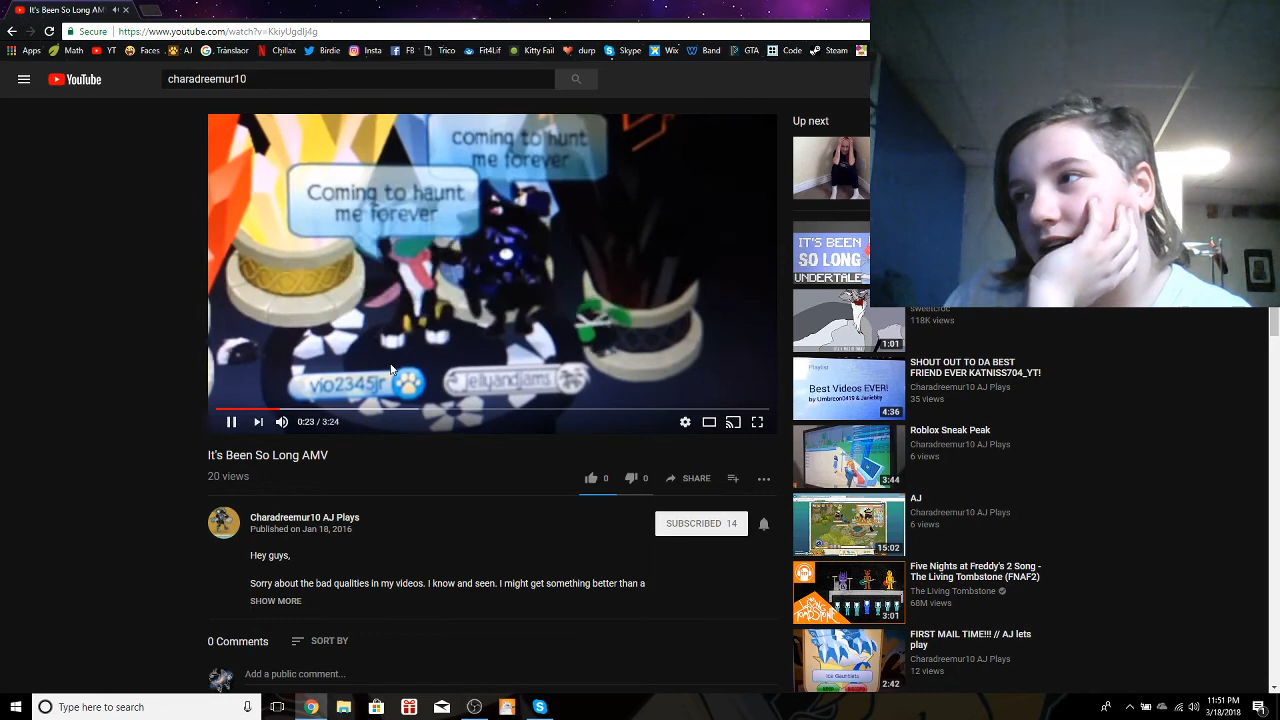 It's Been So Long AM
Secure
https://www.youtube.com/watch?v=KkiyUgdIj4g
Apps
Math
YT
Faces
AJ
Translator
Chilax
Birdie
Insta
FB
Trico
Fit4Lif
Kitty Fail
durp
Skype
Wix
Band
GTA
Code
Steam
YouTube
charadreemur10
Up next
coming to hunt
me forever
Coming to haunt
me forever
vio2345jr
jellyandjams
0:23 / 3:24
It's Been So Long AMV
20 views
0
0
SHARE
Charadreemur10 AJ Plays
Published on Jan 18, 2016
SUBSCRIBED 14
Hey guys,
Sorry about the bad qualities in my videos. I know and seen. I might get something better than a
SHOW MORE
0 Comments
SORT BY
Add a public comment...
IT'S BEEN
SO LONG
UNDERTALE
sweetcroc
118K views
1:01
Playlist
Best Videos EVER!
by Umbreon0419 & Janiebby
4:36
SHOUT OUT TO DA BEST
FRIEND EVER KATNISS704_YT!
Charadreemur10 AJ Plays
35 views
3:44
Roblox Sneak Peak
Charadreemur10 AJ Plays
6 views
15:02
AJ
Charadreemur10 AJ Plays
6 views
3:01
Five Nights at Freddy's 2 Song -
The Living Tombstone (FNAF2)
The Living Tombstone
68M views
Ice Gauntlets
2:42
FIRST MAIL TIME!!! // AJ lets
play
Charadreemur10 AJ Plays
12 views
Type here to search
11:51 PM
3/18/2018